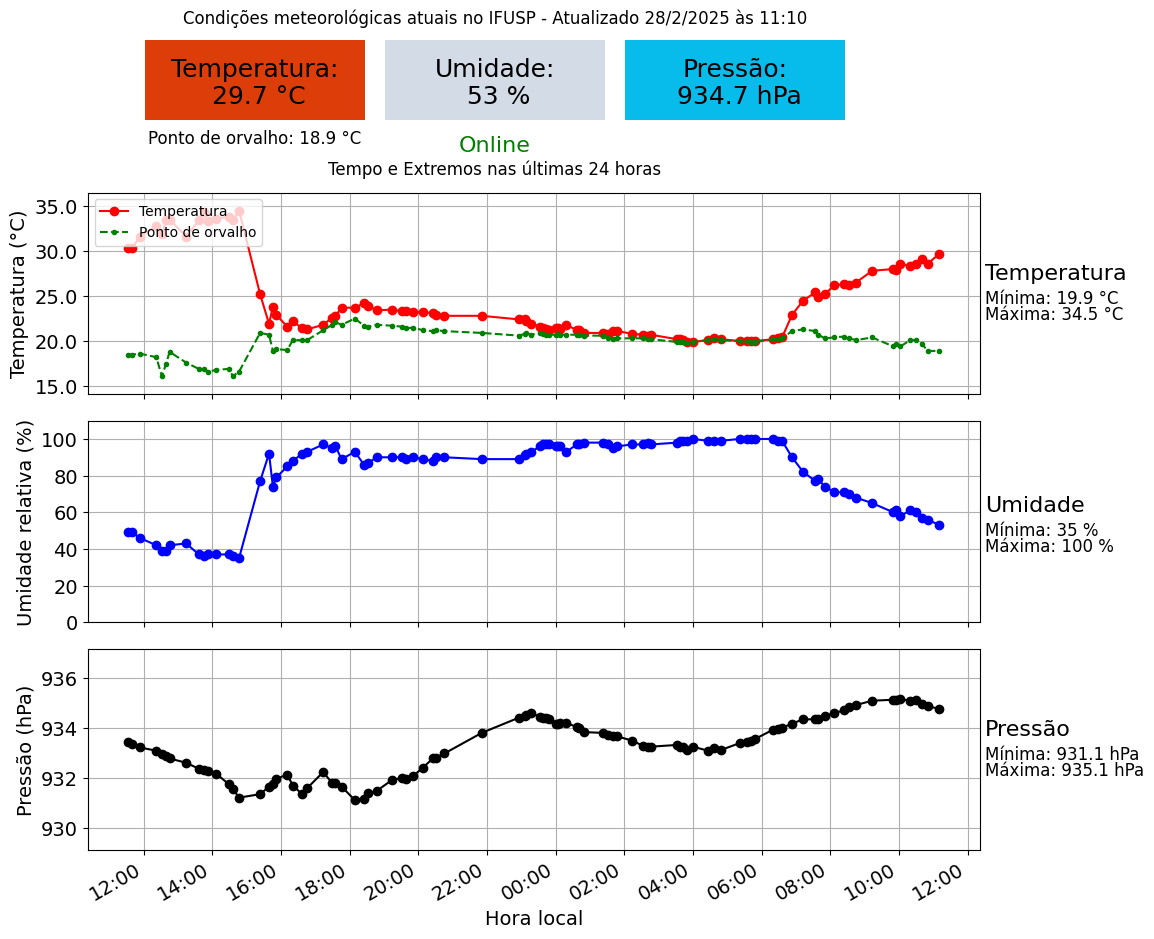 Condições meteorológicas atuais no IFUSP - Atualizado 28/2/2025 às 11:10
Temperatura:
29.7 °C
Umidade:
53 %
Pressão:
934.7 hPa
Ponto de orvalho: 18.9 °C
Online
Tempo e Extremos nas últimas 24 horas
Temperatura (°C)
35.0
30.0
25.0
20.0
15.0
Temperatura
Ponto de orvalho
Temperatura
Mínima: 19.9 °C
Máxima: 34.5 °C
Umidade relativa (%)
100
80
60
40
20
0
Umidade
Mínima: 35 %
Máxima: 100 %
Pressão (hPa)
936
934
932
930
Pressão
Mínima: 931.1 hPa
Máxima: 935.1 hPa
12:00 14:00 16:00 18:00 20:00 22:00 00:00 02:00 04:00 06:00 08:00 10:00 12:00
Hora local